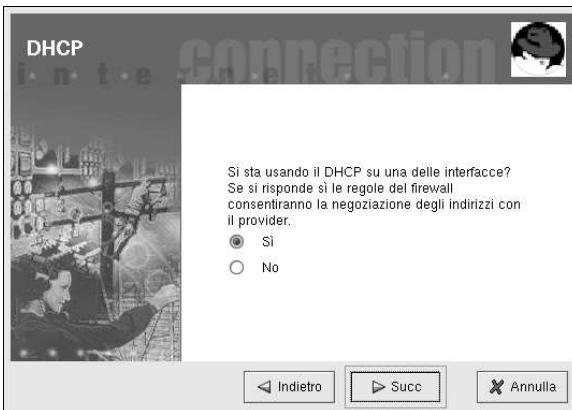 DHCP
connection
internet
Si sta usando il DHCP su una delle interfacce?
Se si risponde sì le regole del firewall
consentiranno la negoziazione degli indirizzi con
il provider.
Sì
No
Indietro
Succ
Annulla